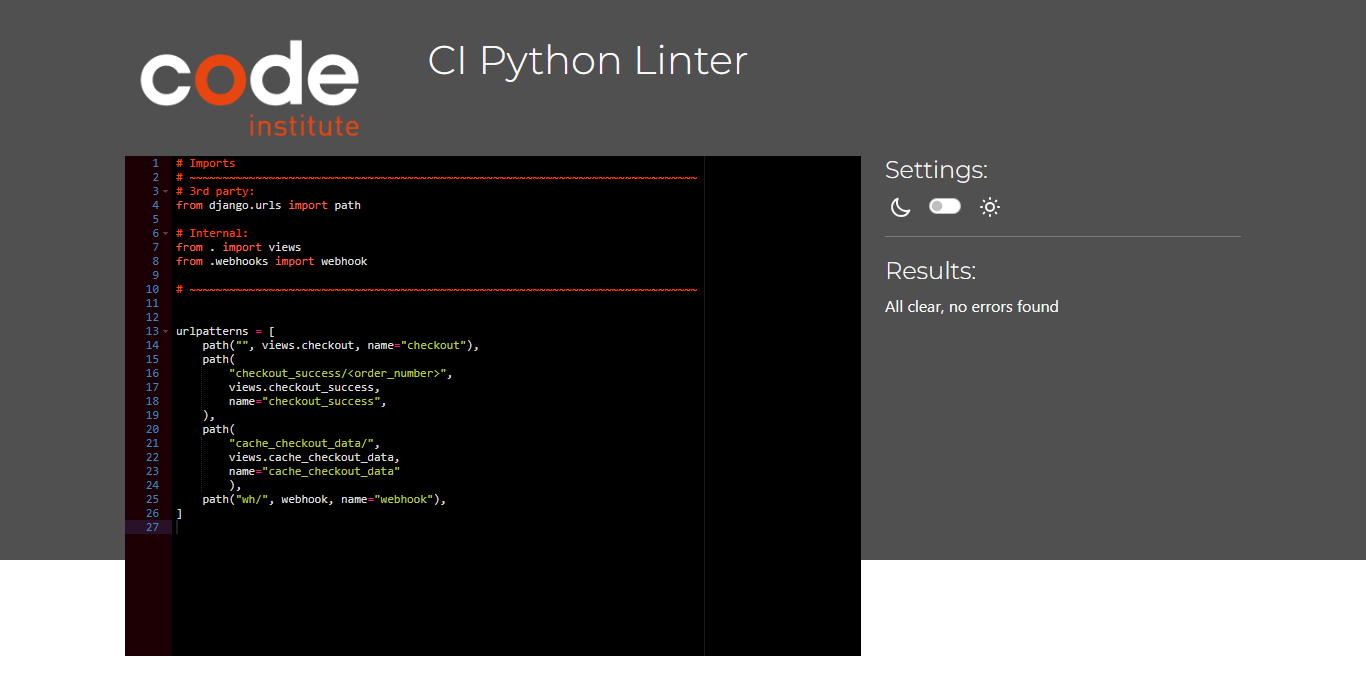 code
institute
CI Python Linter
1 # Imports
2 # ~~~~~~~~~~~~~~~~~~~~~~~~~~~~~~~~~~~~~~~~~~~~~~~~~~~~~~~~~~~~~~~~~~~~~~~~~~~~~
3 # 3rd party:
4 from django.urls import path
5
6 # Internal:
7 from . import views
8 from .webhooks import webhook
9
10 # ~~~~~~~~~~~~~~~~~~~~~~~~~~~~~~~~~~~~~~~~~~~~~~~~~~~~~~~~~~~~~~~~~~~~~~~~~~~~~
11
12
13 urlpatterns = [
14     path("", views.checkout, name="checkout"),
15     path(
16         "checkout_success/<order_number>",
17         views.checkout_success,
18         name="checkout_success",
19     ),
20     path(
21         "cache_checkout_data/",
22         views.cache_checkout_data,
23         name="cache_checkout_data"
24         ),
25     path("wh/", webhook, name="webhook"),
26 ]
27
Settings:
Results:
All clear, no errors found